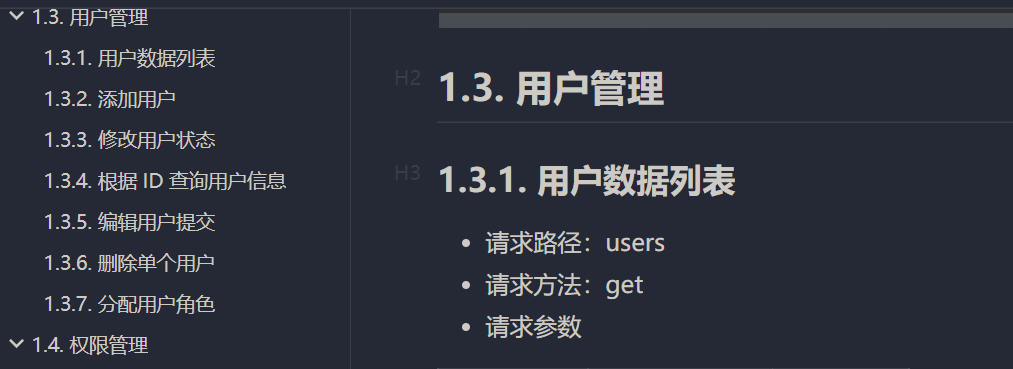 1.3. 用户管理
1.3.1. 用户数据列表
1.3.2. 添加用户
1.3.3. 修改用户状态
1.3.4. 根据 ID 查询用户信息
1.3.5. 编辑用户提交
1.3.6. 删除单个用户
1.3.7. 分配用户角色
1.4. 权限管理
H2 1.3. 用户管理
H3 1.3.1. 用户数据列表
• 请求路径：users
• 请求方法：get
• 请求参数